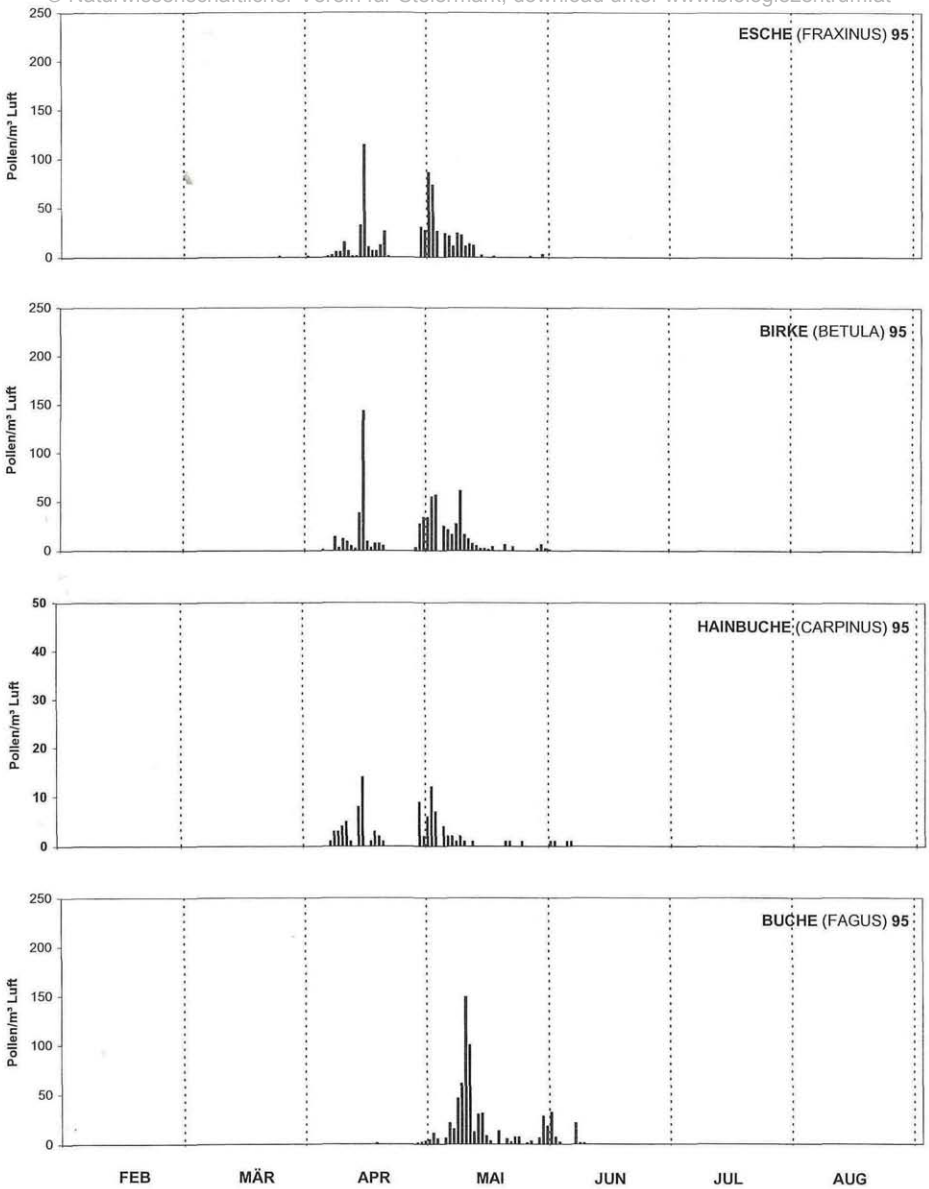 © Naturwissenschaftlicher Verein für Steiermark; download unter www.biologiezentrum.at
ESCHE (FRAXINUS) 95
Pollen/m³ Luft
250
200
150
100
50
0
BIRKE (BETULA) 95
Pollen/m³ Luft
250
200
150
100
50
0
HAINBUCHE (CARPINUS) 95
Pollen/m³ Luft
50
40
30
20
10
0
BUCHE (FAGUS) 95
Pollen/m³ Luft
250
200
150
100
50
0
FEB MÄR APR MAI JUN JUL AUG